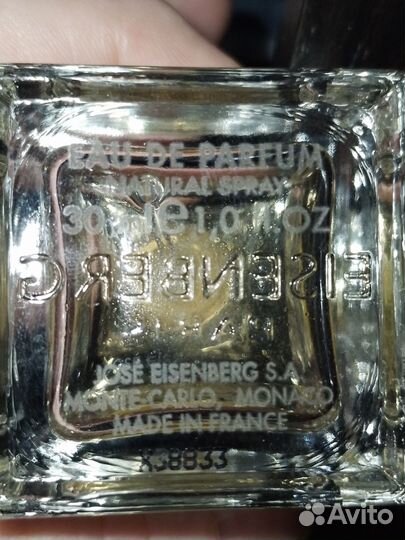 EAU DE PARFUM
NATURAL SPRAY
30 ml e 1,0 fl.oz
EISENBERG
PARIS
JOSÉ EISENBERG S.A.
MONTE-CARLO - MONACO
MADE IN FRANCE
X38833
Avito